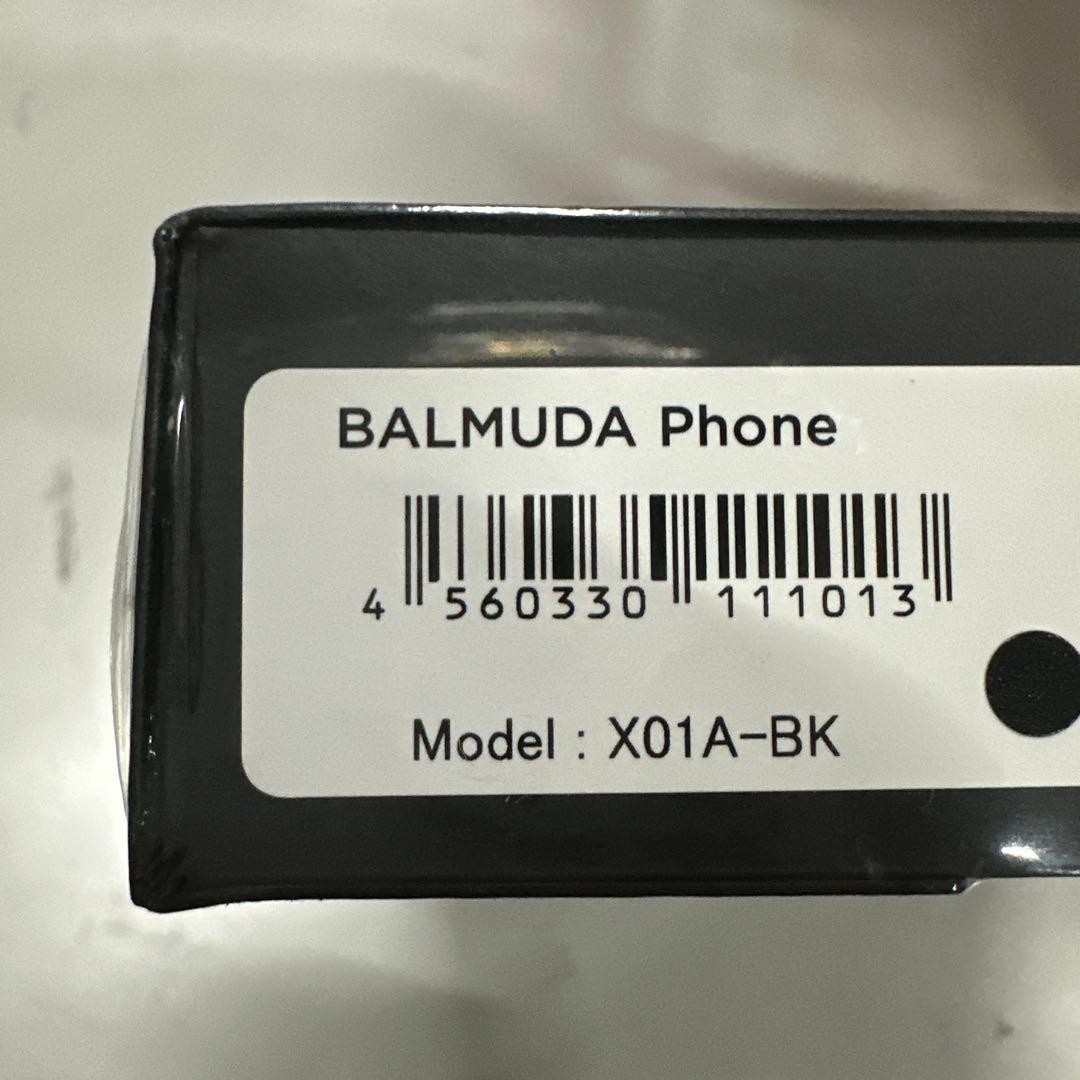 BALMUDA Phone
4 560330 111013
Model : X01A-BK